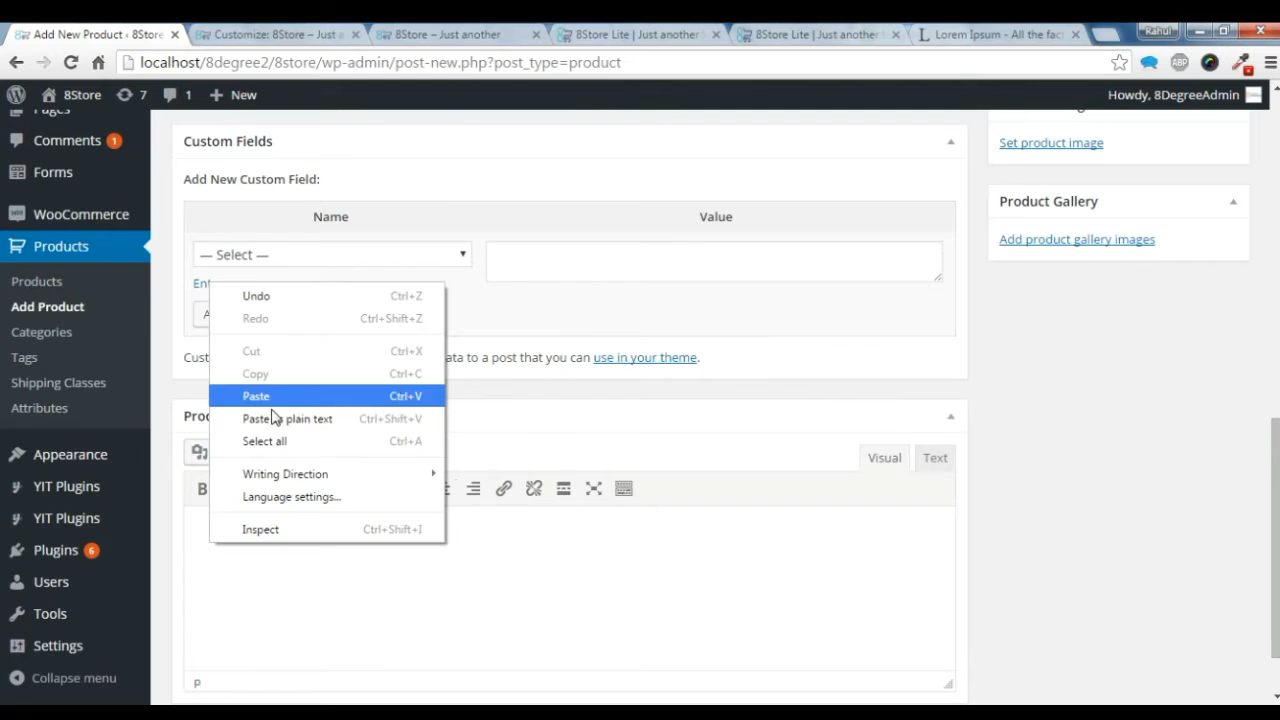 Add New Product ‹ 8Store
Customize: 8Store – Just a
8Store – Just another
8Store Lite | Just another
8Store Lite | Just another
Lorem Ipsum - All the fac
Rahul
localhost/8degree2/8store/wp-admin/post-new.php?post_type=product
ABP
8Store
7
1
New
Howdy, 8DegreeAdmin
Pages
Comments 1
Forms
WooCommerce
Products
Products
Add Product
Categories
Tags
Shipping Classes
Attributes
Appearance
YIT Plugins
YIT Plugins
Plugins 6
Users
Tools
Settings
Collapse menu
Custom Fields
Add New Custom Field:
Name
Value
— Select —
Ent
A
Cust
ata to a post that you can use in your theme.
Proc
Visual
Text
B
P
Undo Ctrl+Z
Redo Ctrl+Shift+Z
Cut Ctrl+X
Copy Ctrl+C
Paste Ctrl+V
Paste plain text Ctrl+Shift+V
Select all Ctrl+A
Writing Direction
Language settings...
Inspect Ctrl+Shift+I
Set product image
Product Gallery
Add product gallery images